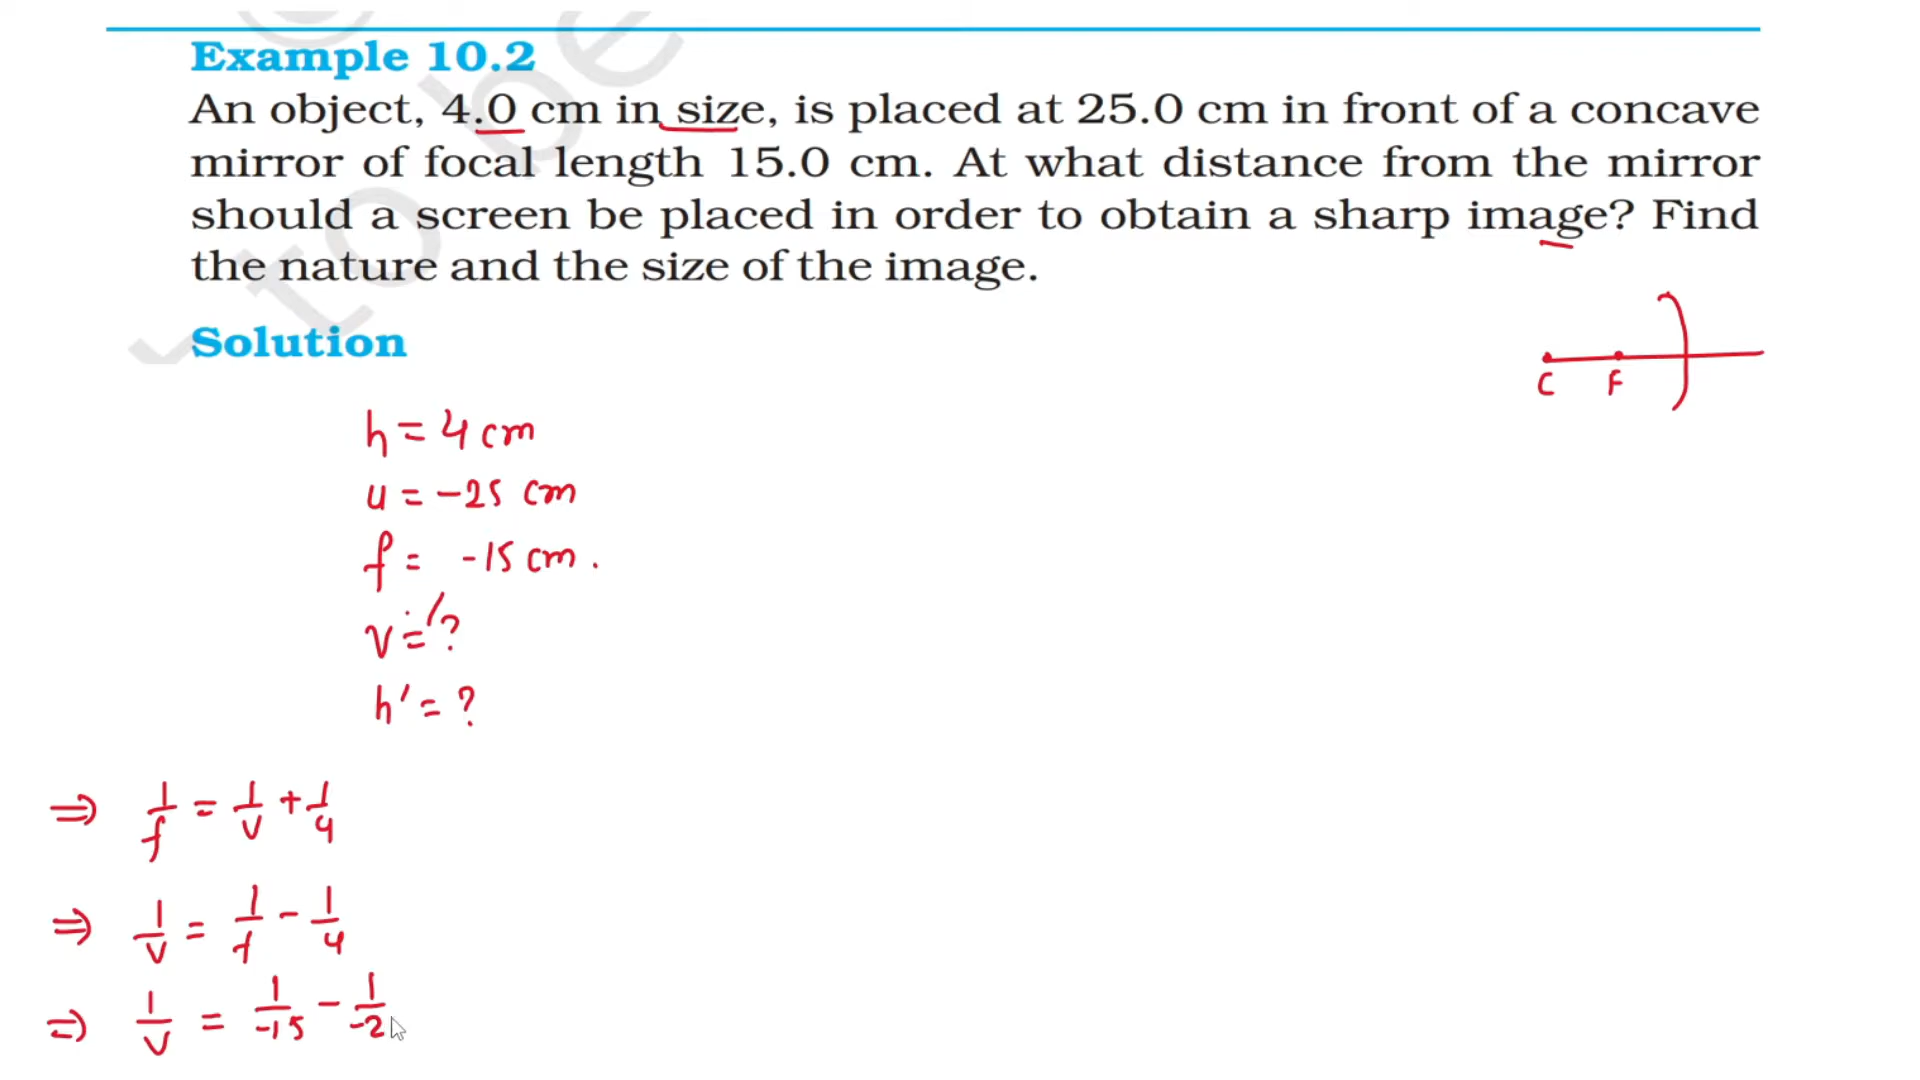 Example 10.2
An object, 4.0 cm in size, is placed at 25.0 cm in front of a concave
mirror of focal length 15.0 cm. At what distance from the mirror
should a screen be placed in order to obtain a sharp image? Find
the nature and the size of the image.
Solution
C F
h = 4 cm
u = -25 cm
f = -15 cm.
v = ?
h' = ?
⇒ 1/f = 1/v + 1/u
⇒ 1/v = 1/f - 1/u
⇒ 1/v = 1/-15 - 1/-2
to be